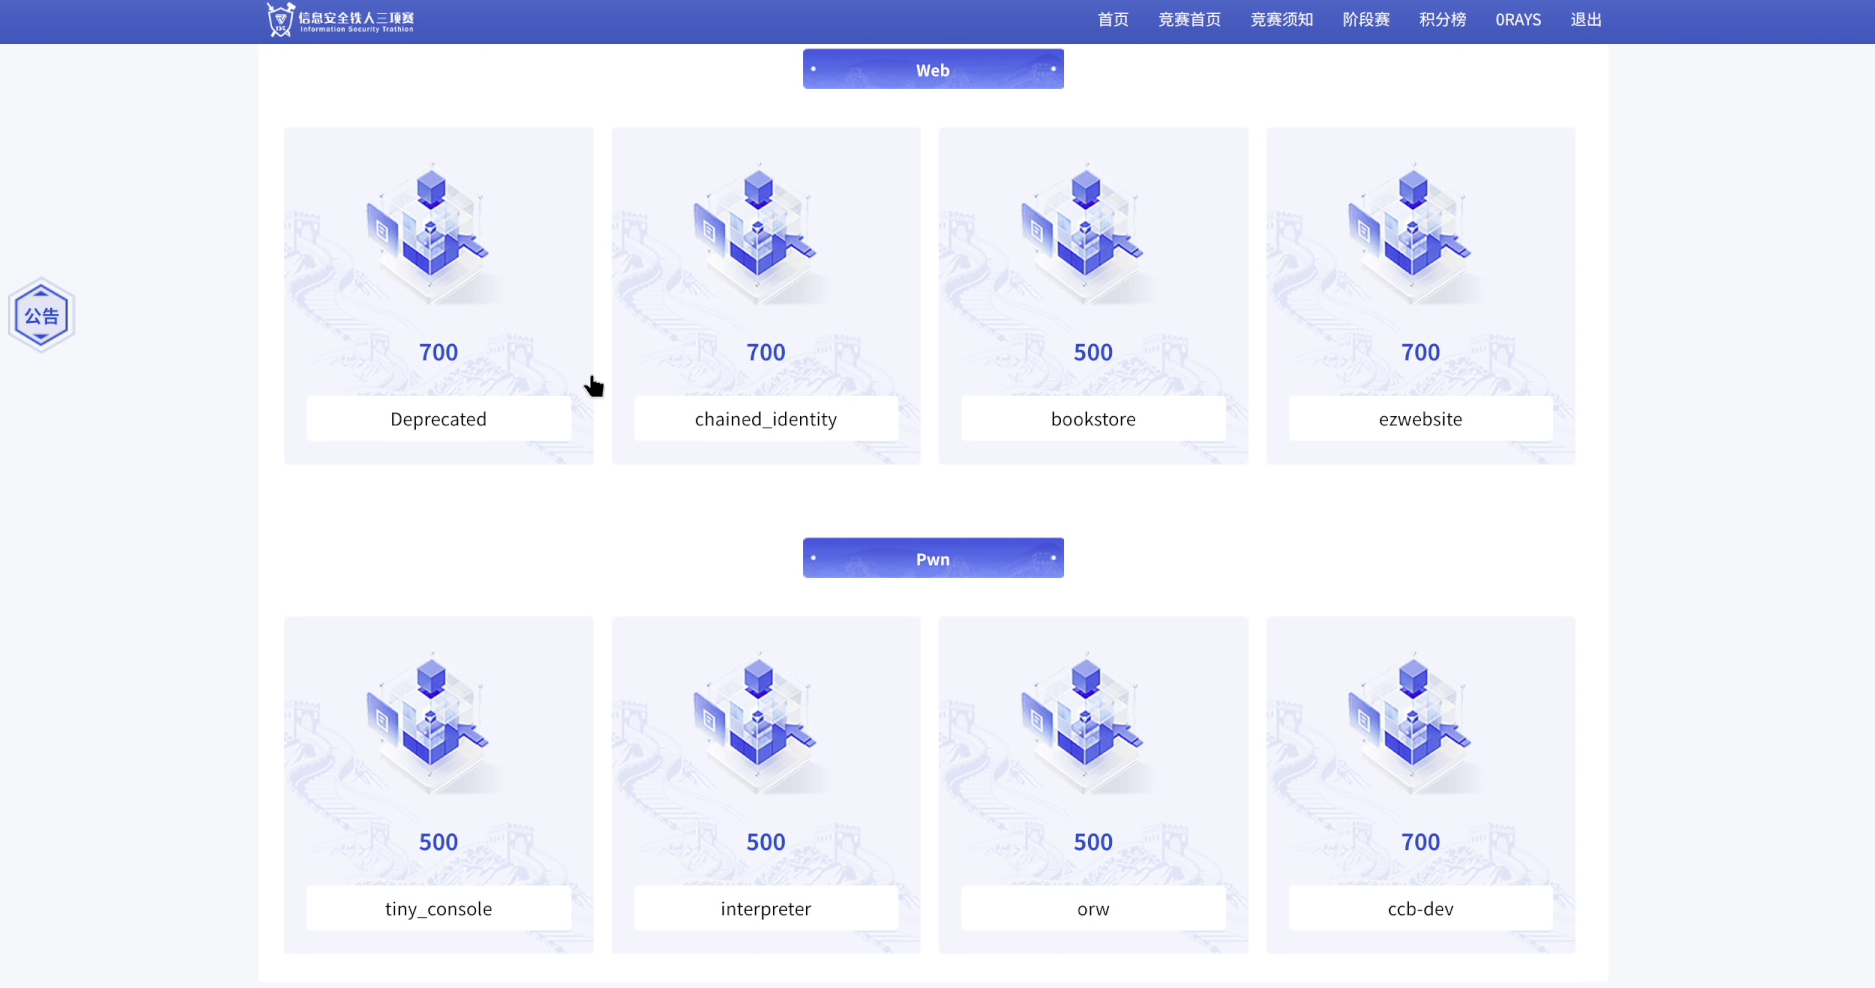 信息安全铁人三项赛
Information Security Trathlon
首页 竞赛首页 竞赛须知 阶段赛 积分榜 0RAYS 退出
Web
公告
700 700 500 700
Deprecated chained_identity bookstore ezwebsite
Pwn
500 500 500 700
tiny_console interpreter orw ccb-dev